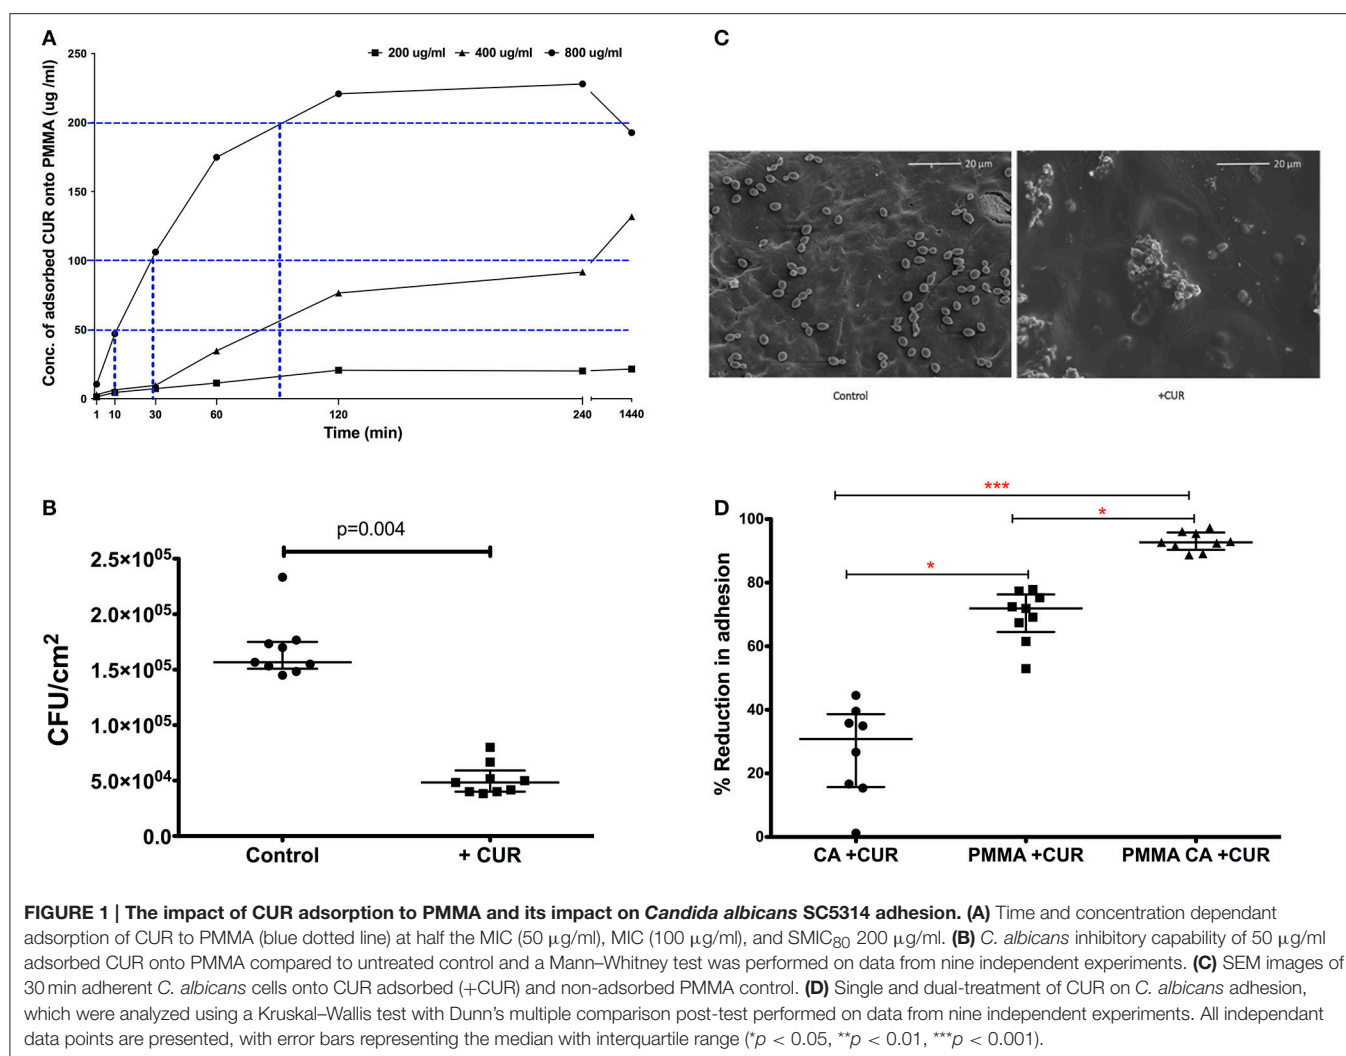 A
200 ug/ml 400 ug/ml 800 ug/ml
Conc. of adsorbed CUR onto PMMA (ug /ml)
250
200
150
100
50
0
1 10 30 60 120 240 1440
Time (min)
C
20 µm
20 µm
Control
+CUR
B
p=0.004
CFU/cm²
2.5×10⁰⁵
2.0×10⁰⁵
1.5×10⁰⁵
1.0×10⁰⁵
5.0×10⁰⁴
0.0
Control
+ CUR
D
***
*
*
% Reduction in adhesion
100
80
60
40
20
0
CA +CUR
PMMA +CUR
PMMA CA +CUR
FIGURE 1 | The impact of CUR adsorption to PMMA and its impact on Candida albicans SC5314 adhesion. (A) Time and concentration dependant
adsorption of CUR to PMMA (blue dotted line) at half the MIC (50 µg/ml), MIC (100 µg/ml), and SMIC₈₀ 200 µg/ml. (B) C. albicans inhibitory capability of 50 µg/ml
adsorbed CUR onto PMMA compared to untreated control and a Mann–Whitney test was performed on data from nine independent experiments. (C) SEM images of
30 min adherent C. albicans cells onto CUR adsorbed (+CUR) and non-adsorbed PMMA control. (D) Single and dual-treatment of CUR on C. albicans adhesion,
which were analyzed using a Kruskal–Wallis test with Dunn's multiple comparison post-test performed on data from nine independent experiments. All independant
data points are presented, with error bars representing the median with interquartile range (*p < 0.05, **p < 0.01, ***p < 0.001).